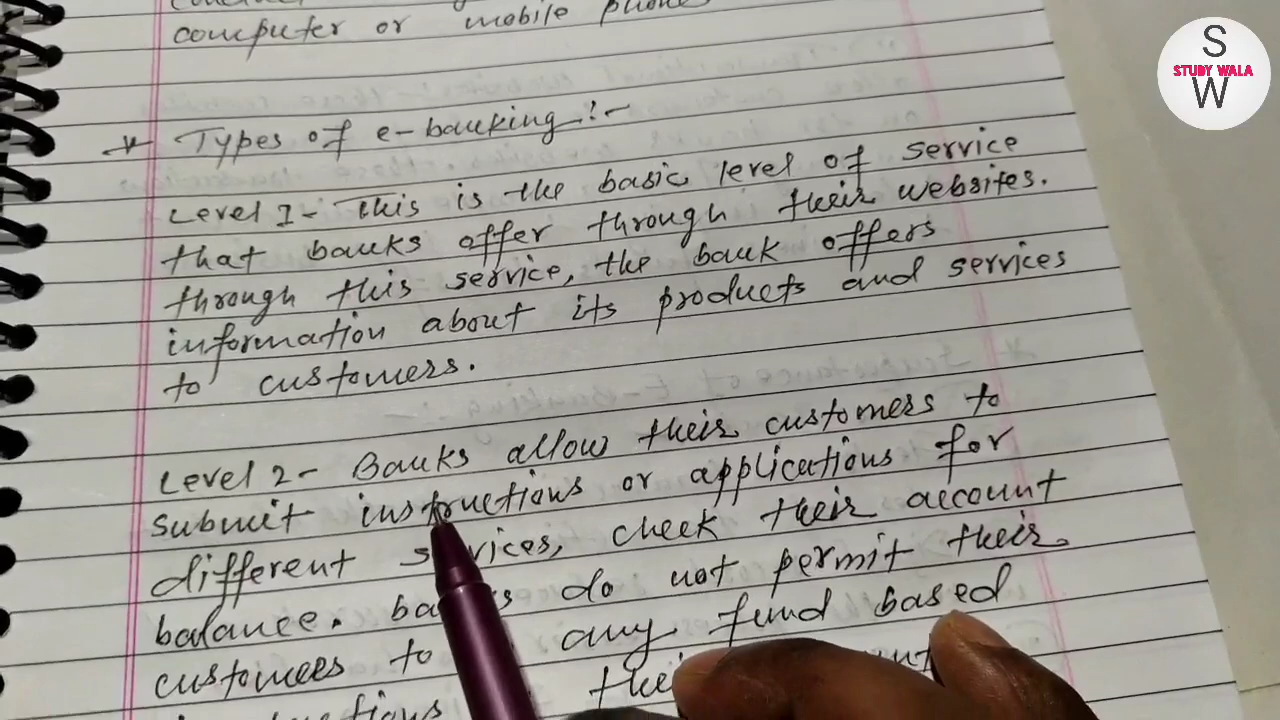 computer or mobile phone
* Types of e-banking :-
Level 1 - This is the basic level of service
that banks offer through their websites.
through this service, the bank offers
information about its products and services
to customers.
Level 2 - Banks allow their customers to
submit instructions or applications for
different services, check their account
balance. banks do not permit their
customers to any fund based
S
STUDY WALA
W